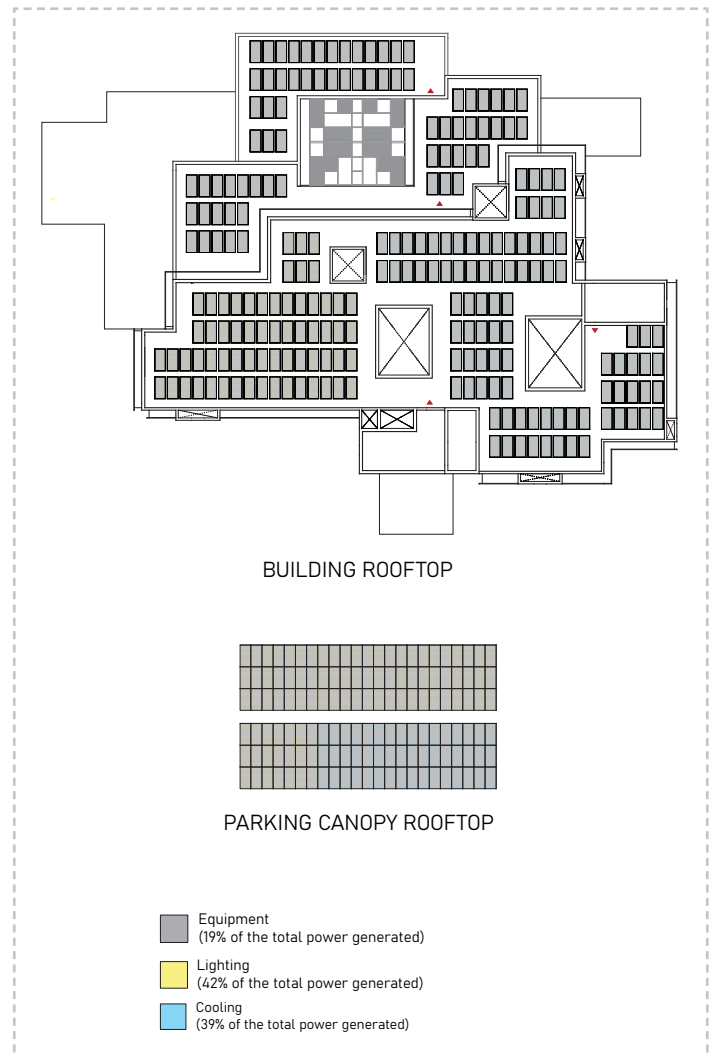 BUILDING ROOFTOP
PARKING CANOPY ROOFTOP
Equipment
(19% of the total power generated)
Lighting
(42% of the total power generated)
Cooling
(39% of the total power generated)